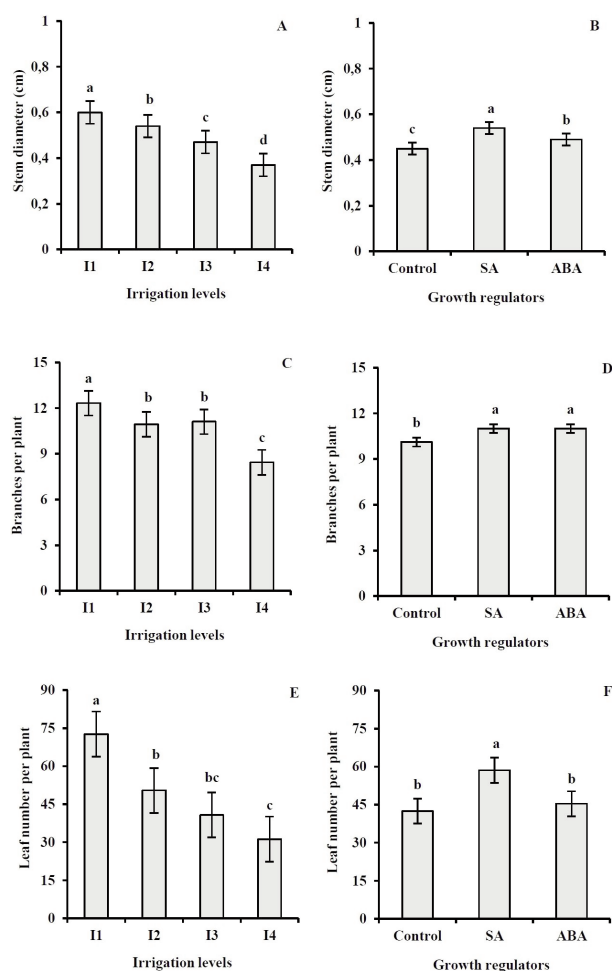 A
Stem diameter (cm)
1
0,8
0,6
0,4
0,2
0
a
b
c
d
I1 I2 I3 I4
Irrigation levels
B
Stem diameter (cm)
1
0,8
0,6
0,4
0,2
0
c
a
b
Control SA ABA
Growth regulators
C
Branches per plant
15
12
9
6
3
0
a
b
b
c
I1 I2 I3 I4
Irrigation levels
D
Branches per plant
15
12
9
6
3
0
b
a
a
Control SA ABA
Growth regulators
E
Leaf number per plant
90
75
60
45
30
15
0
a
b
bc
c
I1 I2 I3 I4
Irrigation levels
F
Leaf number per plant
90
75
60
45
30
15
0
b
a
b
Control SA ABA
Growth regulators